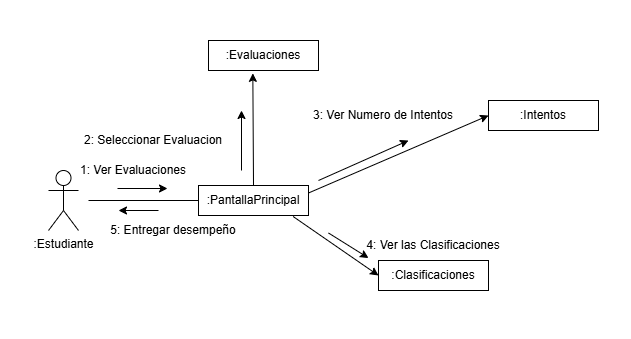 :Evaluaciones
3: Ver Numero de Intentos
:Intentos
2: Seleccionar Evaluacion
1: Ver Evaluaciones
:PantallaPrincipal
5: Entregar desempeño
:Estudiante
4: Ver las Clasificaciones
:Clasificaciones